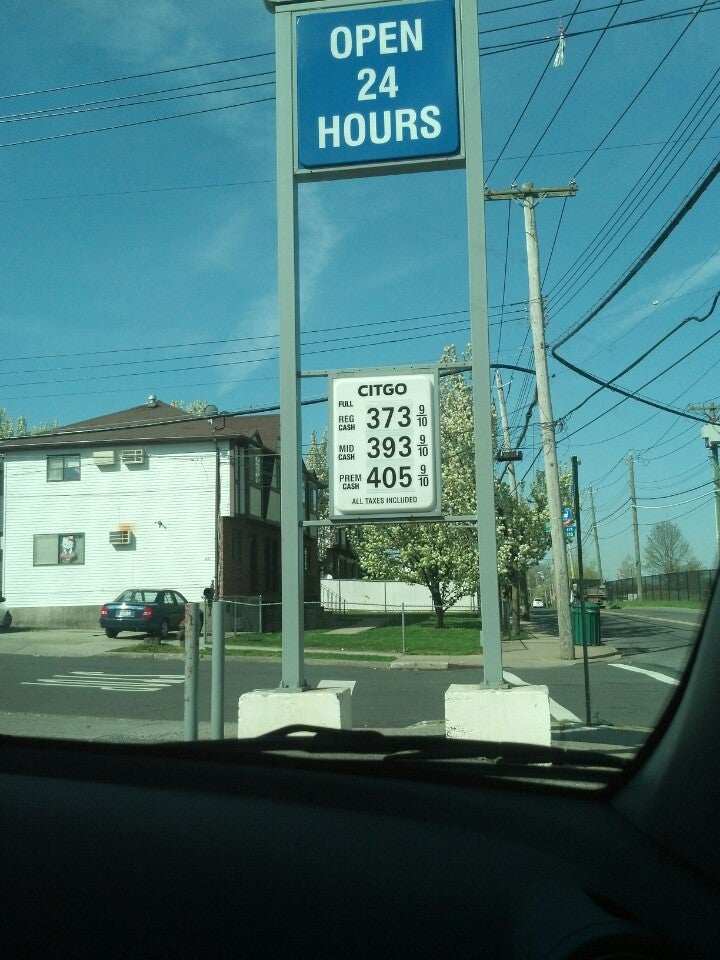 OPEN
24
HOURS
CITGO
FULL
REG CASH 373 9/10
MID CASH 393 9/10
PREM CASH 405 9/10
ALL TAXES INCLUDED